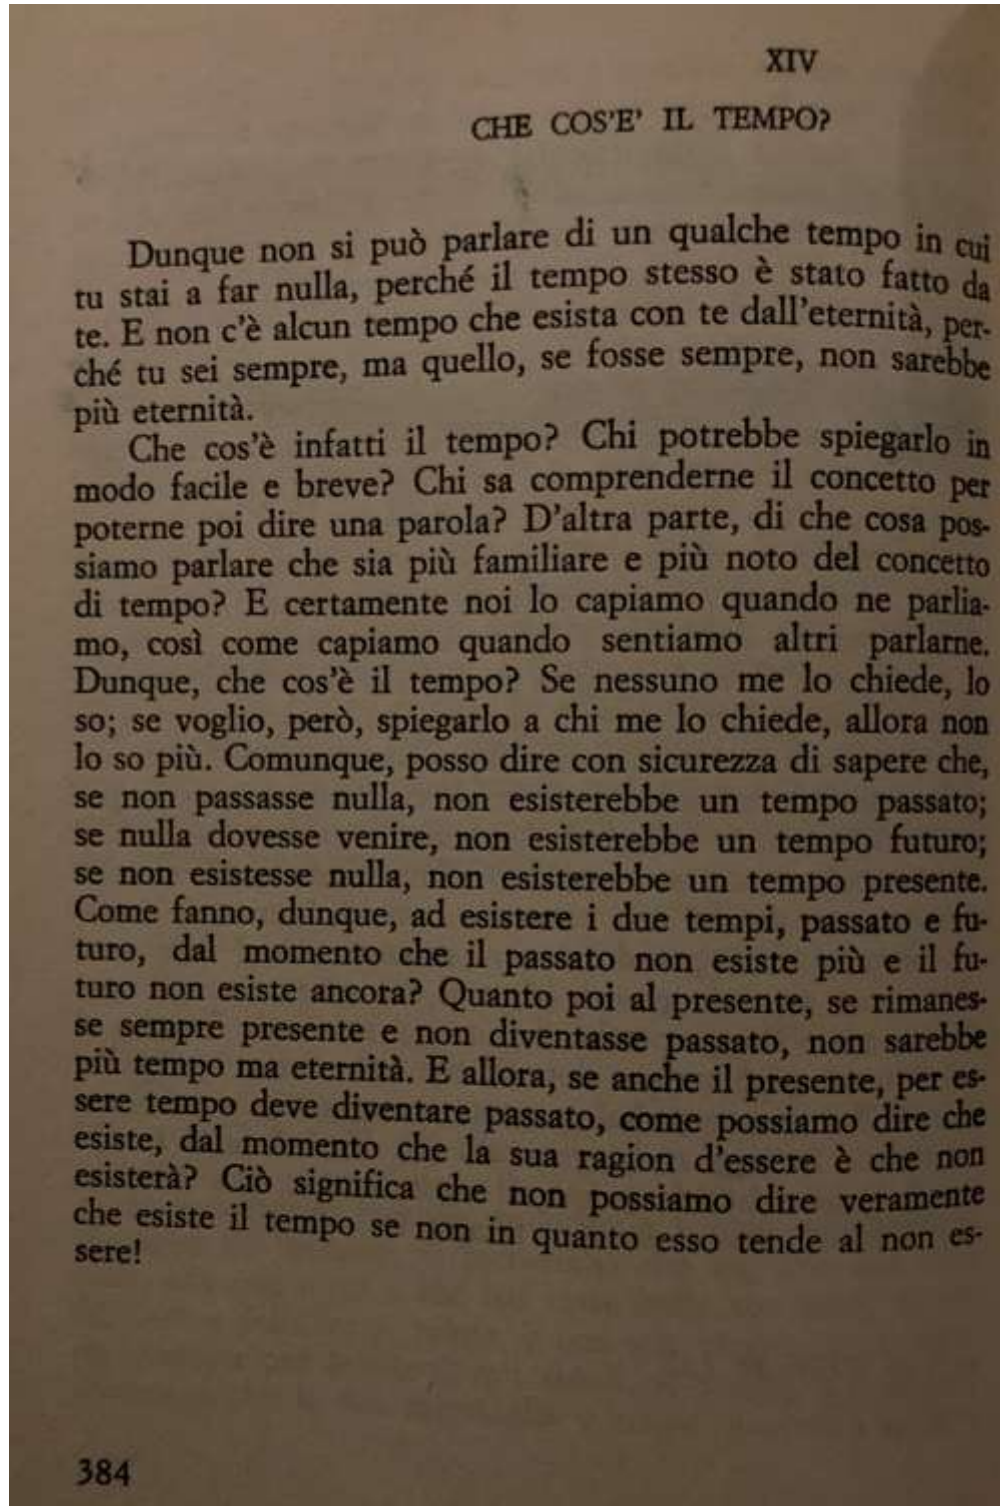 XIV
CHE COS'E' IL TEMPO?
Dunque non si può parlare di un qualche tempo in cui
tu stai a far nulla, perché il tempo stesso è stato fatto da
te. E non c'è alcun tempo che esista con te dall'eternità, per-
ché tu sei sempre, ma quello, se fosse sempre, non sarebbe
più eternità.
Che cos'è infatti il tempo? Chi potrebbe spiegarlo in
modo facile e breve? Chi sa comprenderne il concetto per
poterne poi dire una parola? D'altra parte, di che cosa pos-
siamo parlare che sia più familiare e più noto del concetto
di tempo? E certamente noi lo capiamo quando ne parlia-
mo, così come capiamo quando sentiamo altri parlarne.
Dunque, che cos'è il tempo? Se nessuno me lo chiede, lo
so; se voglio, però, spiegarlo a chi me lo chiede, allora non
lo so più. Comunque, posso dire con sicurezza di sapere che,
se non passasse nulla, non esisterebbe un tempo passato;
se nulla dovesse venire, non esisterebbe un tempo futuro;
se non esistesse nulla, non esisterebbe un tempo presente.
Come fanno, dunque, ad esistere i due tempi, passato e fu-
turo, dal momento che il passato non esiste più e il fu-
turo non esiste ancora? Quanto poi al presente, se rimanes-
se sempre presente e non diventasse passato, non sarebbe
più tempo ma eternità. E allora, se anche il presente, per es-
sere tempo deve diventare passato, come possiamo dire che
esiste, dal momento che la sua ragion d'essere è che non
esisterà? Ciò significa che non possiamo dire veramente
che esiste il tempo se non in quanto esso tende al non es-
sere!
384